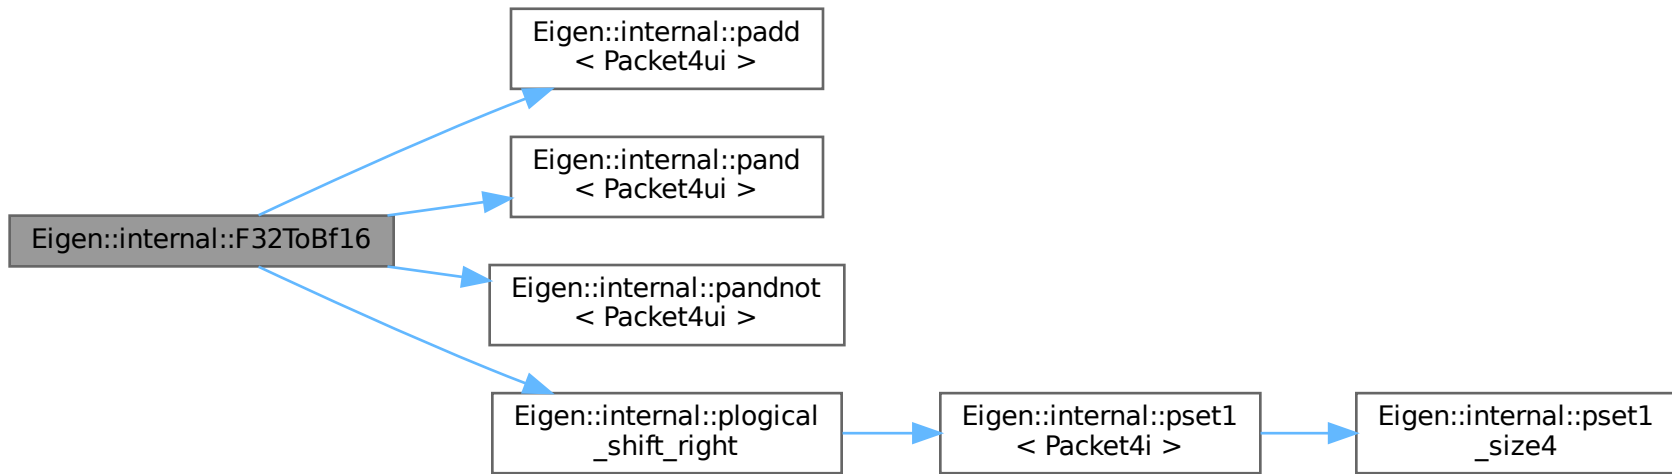 Eigen::internal::padd
< Packet4ui >
Eigen::internal::pand
< Packet4ui >
Eigen::internal::F32ToBf16
Eigen::internal::pandnot
< Packet4ui >
Eigen::internal::plogical
_shift_right
Eigen::internal::pset1
< Packet4i >
Eigen::internal::pset1
_size4